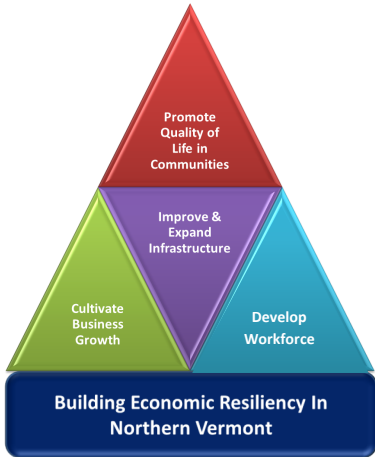 Promote
Quality of
Life in
Communities
Improve &
Expand
Infrastructure
Cultivate
Business
Growth
Develop
Workforce
Building Economic Resiliency In
Northern Vermont